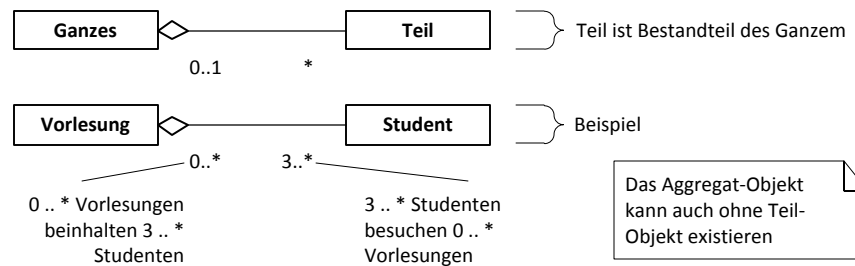 Ganzes
Teil
Teil ist Bestandteil des Ganzem
0..1
*
Vorlesung
Student
Beispiel
0..*
3..*
0 .. * Vorlesungen
beinhalten 3 .. *
Studenten
3 .. * Studenten
besuchen 0 .. *
Vorlesungen
Das Aggregat-Objekt
kann auch ohne Teil-
Objekt existieren